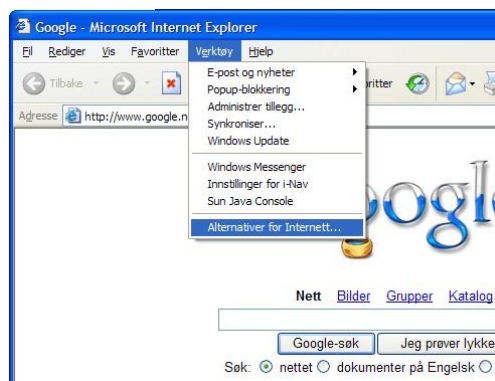 Google - Microsoft Internet Explorer
Fil Rediger Vis Favoritter Verktøy Hjelp
Tilbake
Adresse http://www.google.n
E-post og nyheter
Popup-blokkering
Administrer tillegg...
Synkroniser...
Windows Update
Windows Messenger
Innstillinger for i-Nav
Sun Java Console
Alternativer for Internett...
Nett Bilder Grupper Katalog
Google-søk Jeg prøver lykke
Søk: nettet dokumenter på Engelsk